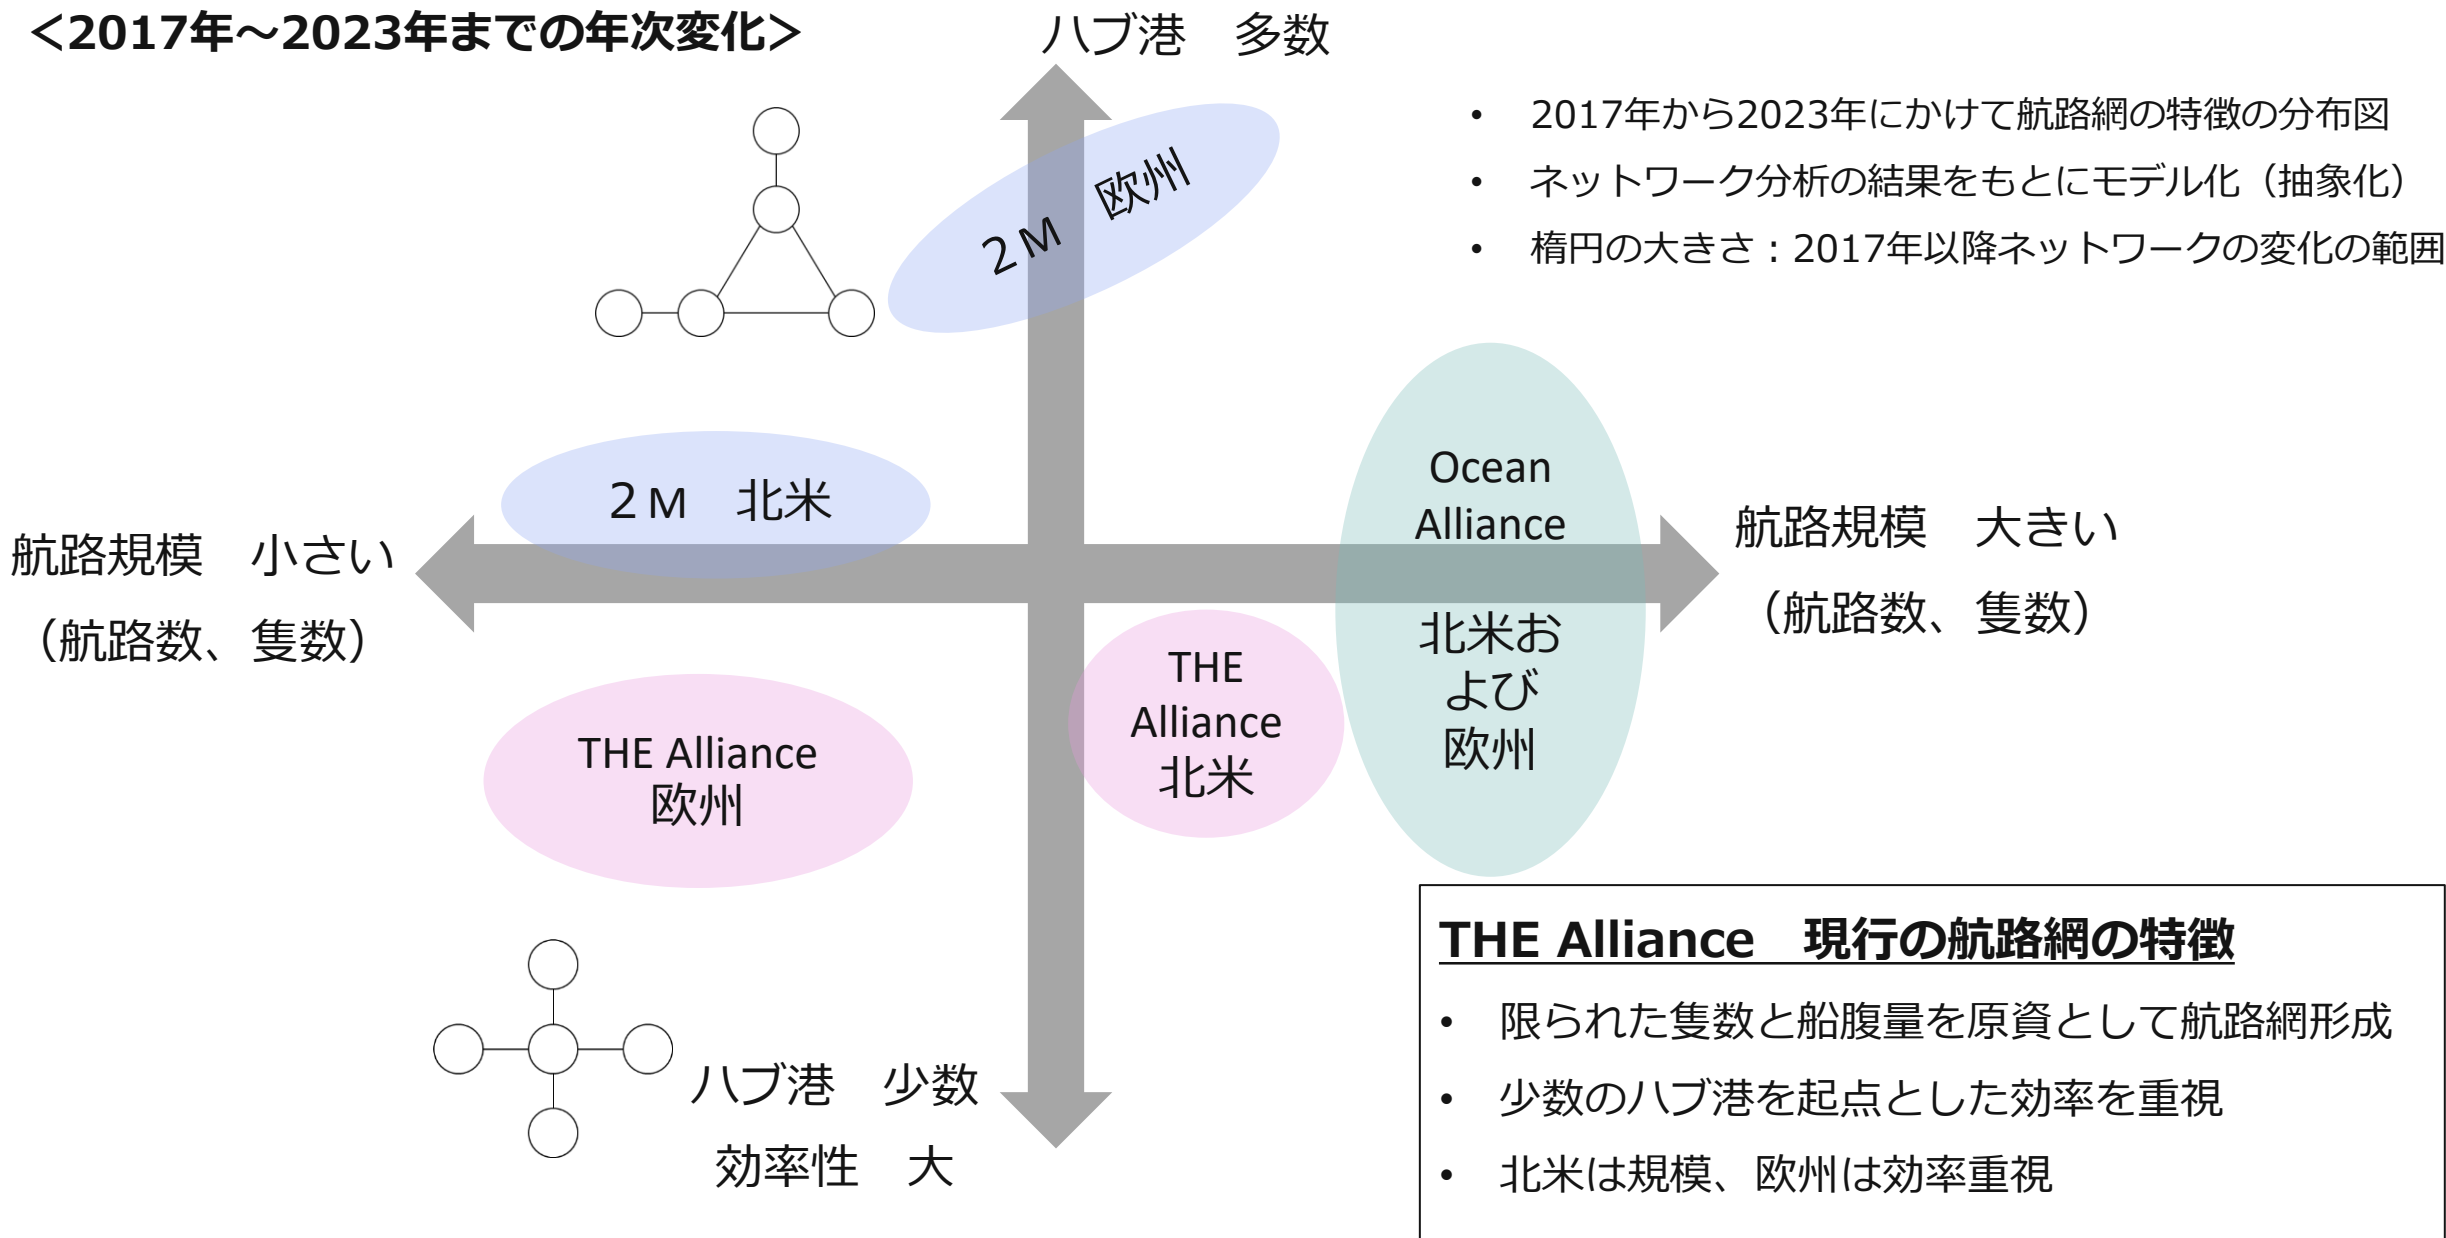 ＜2017年～2023年までの年次変化＞
ハブ港　多数
• 2017年から2023年にかけて航路網の特徴の分布図
• ネットワーク分析の結果をもとにモデル化（抽象化）
• 楕円の大きさ：2017年以降ネットワークの変化の範囲
２Ｍ　欧州
２Ｍ　北米
Ocean
Alliance
北米お
よび
欧州
航路規模　小さい
（航路数、隻数）
航路規模　大きい
（航路数、隻数）
THE Alliance
欧州
THE
Alliance
北米
ハブ港　少数
効率性　大
THE Alliance　現行の航路網の特徴
• 限られた隻数と船腹量を原資として航路網形成
• 少数のハブ港を起点とした効率を重視
• 北米は規模、欧州は効率重視